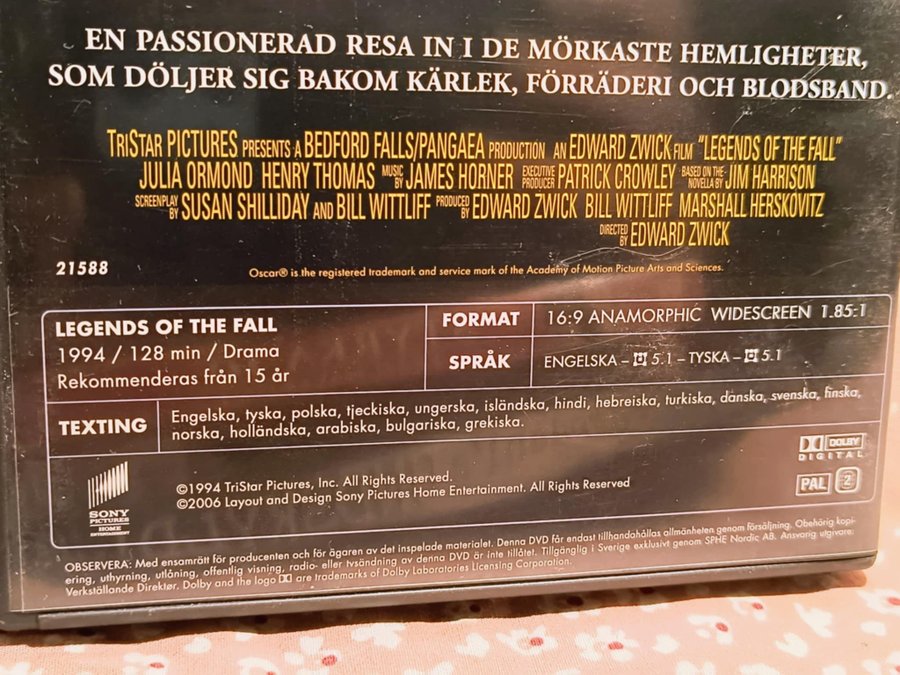 EN PASSIONERAD RESA IN I DE MÖRKASTE HEMLIGHETER,
SOM DÖLJER SIG BAKOM KÄRLEK, FÖRRÄDERI OCH BLODSBAND.
TRISTAR PICTURES PRESENTS A BEDFORD FALLS/PANGAEA PRODUCTION AN EDWARD ZWICK FILM "LEGENDS OF THE FALL"
JULIA ORMOND HENRY THOMAS MUSIC BY JAMES HORNER EXECUTIVE PRODUCER PATRICK CROWLEY BASED ON THE NOVELLA BY JIM HARRISON
SCREENPLAY BY SUSAN SHILLIDAY AND BILL WITTLIFF PRODUCED BY EDWARD ZWICK BILL WITTLIFF MARSHALL HERSKOVITZ
DIRECTED BY EDWARD ZWICK
21588
Oscar® is the registered trademark and service mark of the Academy of Motion Picture Arts and Sciences.
LEGENDS OF THE FALL
1994 / 128 min / Drama
Rekommenderas från 15 år
FORMAT
16:9 ANAMORPHIC WIDESCREEN 1.85:1
SPRÅK
ENGELSKA – 5.1 – TYSKA – 5.1
TEXTING
Engelska, tyska, polska, tjeckiska, ungerska, isländska, hindi, hebreiska, turkiska, danska, svenska, finska,
norska, holländska, arabiska, bulgariska, grekiska.
SONY
PICTURES
HOME
ENTERTAINMENT
©1994 TriStar Pictures, Inc. All Rights Reserved.
©2006 Layout and Design Sony Pictures Home Entertainment. All Rights Reserved
DOLBY
DIGITAL
PAL 2
OBSERVERA: Med ensamrätt för producenten och för ägaren av det inspelade materialet. Denna DVD får endast tillhandahållas allmänheten genom försäljning. Obehörig kopi-
ering, uthyrning, utlåning, offentlig visning, radio- eller tvsändning av denna DVD är inte tillåtet. Tillgänglig i Sverige exklusivt genom SPHE Nordic AB. Ansvarig utgivare:
Verkställande Direktør. Dolby and the logo are trademarks of Dolby Laboratories Licensing Corporation.